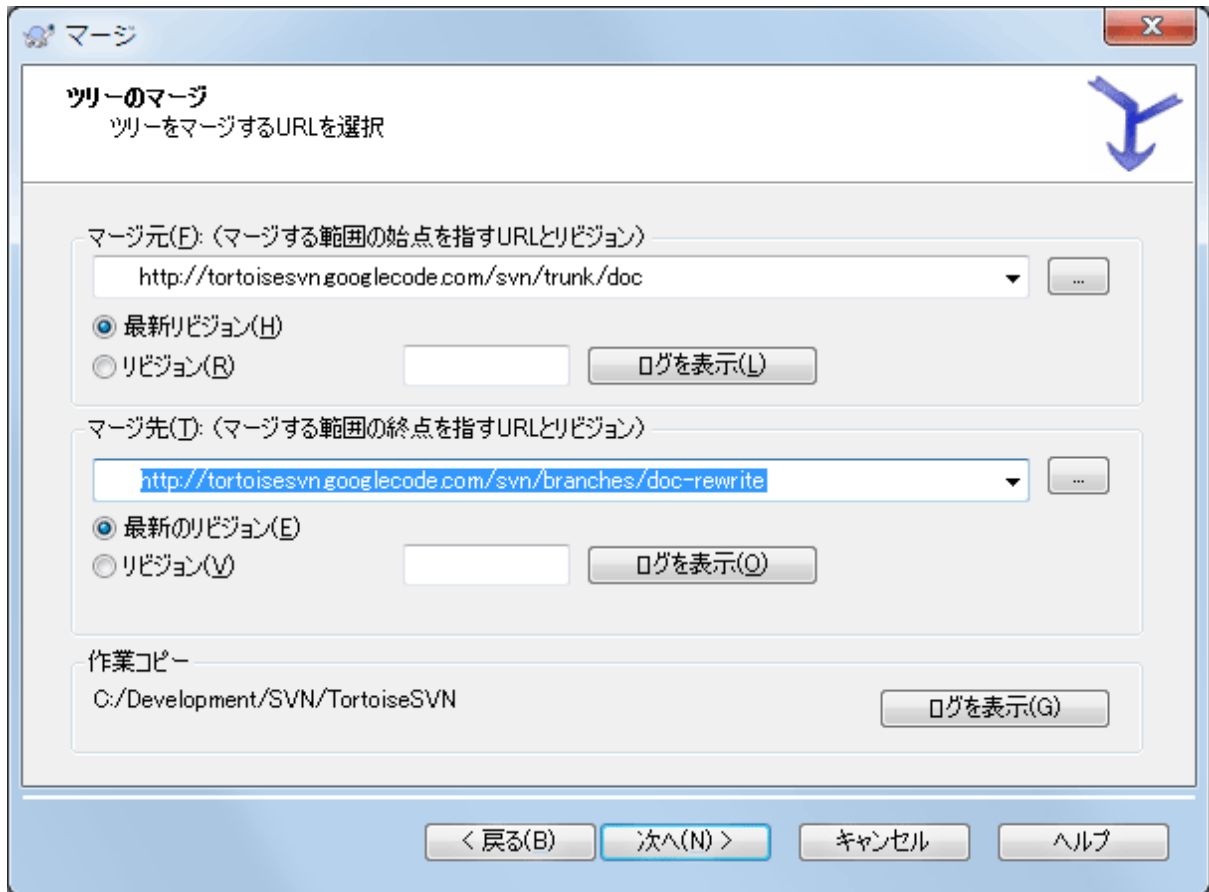 マージ
ツリーのマージ
ツリーをマージするURLを選択
マージ元(F): (マージする範囲の始点を指すURLとリビジョン)
http://tortoisesvn.googlecode.com/svn/trunk/doc
...
最新リビジョン(H)
リビジョン(R)
ログを表示(L)
マージ先(T): (マージする範囲の終点を指すURLとリビジョン)
http://tortoisesvn.googlecode.com/svn/branches/doc-rewrite
...
最新のリビジョン(E)
リビジョン(V)
ログを表示(O)
作業コピー
C:/Development/SVN/TortoiseSVN
ログを表示(G)
< 戻る(B) 次へ(N) > キャンセル ヘルプ